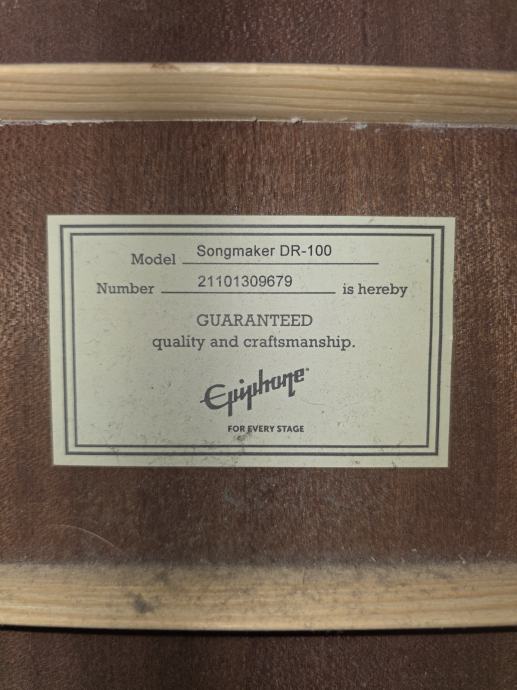 Model Songmaker DR-100
Number 21101309679 is hereby
GUARANTEED
quality and craftsmanship.
Epiphone
FOR EVERY STAGE